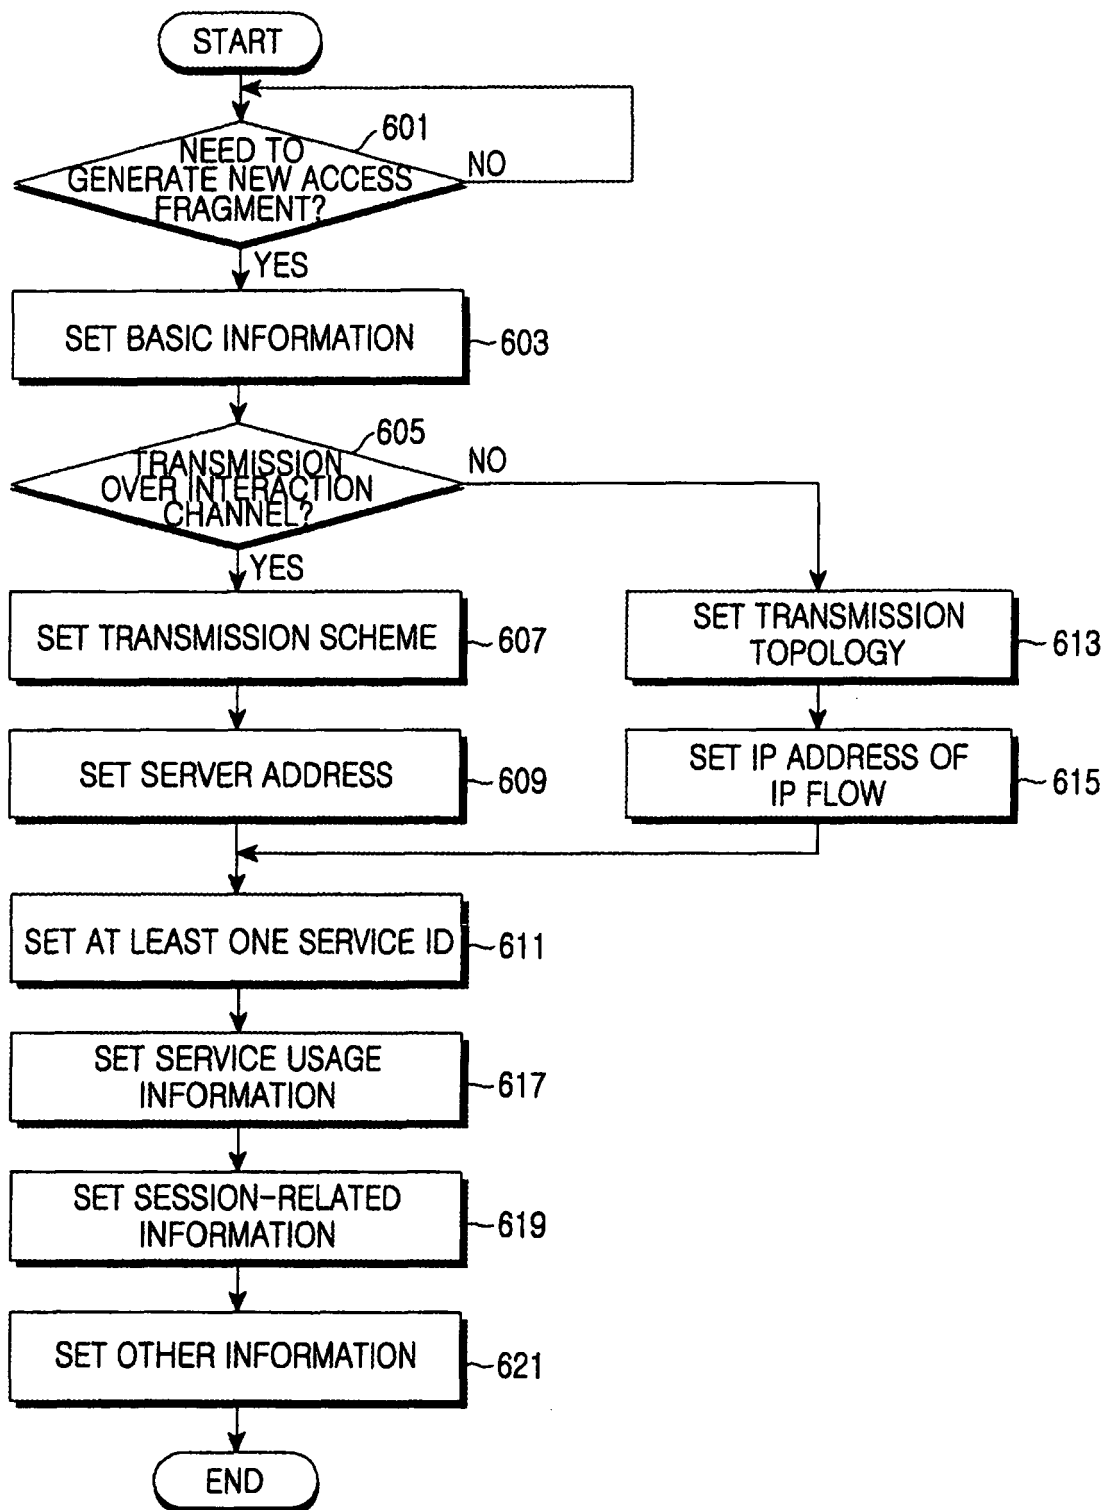 START
601
NEED TO
GENERATE NEW ACCESS
FRAGMENT?
NO
YES
SET BASIC INFORMATION
603
605
TRANSMISSION
OVER INTERACTION
CHANNEL?
NO
YES
SET TRANSMISSION SCHEME
607
SET TRANSMISSION
TOPOLOGY
613
SET SERVER ADDRESS
609
SET IP ADDRESS OF
IP FLOW
615
SET AT LEAST ONE SERVICE ID
611
SET SERVICE USAGE
INFORMATION
617
SET SESSION-RELATED
INFORMATION
619
SET OTHER INFORMATION
621
END